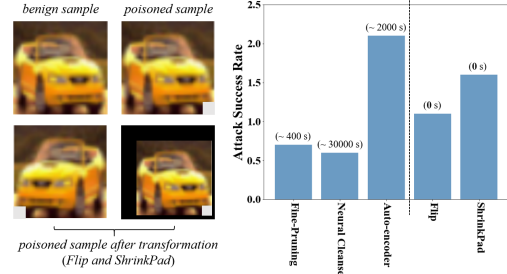 benign sample
poisoned sample
poisoned sample after transformation
(Flip and ShrinkPad)
Attack Success Rate
2.5
2.0
1.5
1.0
0.5
0.0
(~ 400 s)
(~ 30000 s)
(~ 2000 s)
(0 s)
(0 s)
Fine-Pruning
Neural Cleanse
Auto-encoder
Flip
ShrinkPad